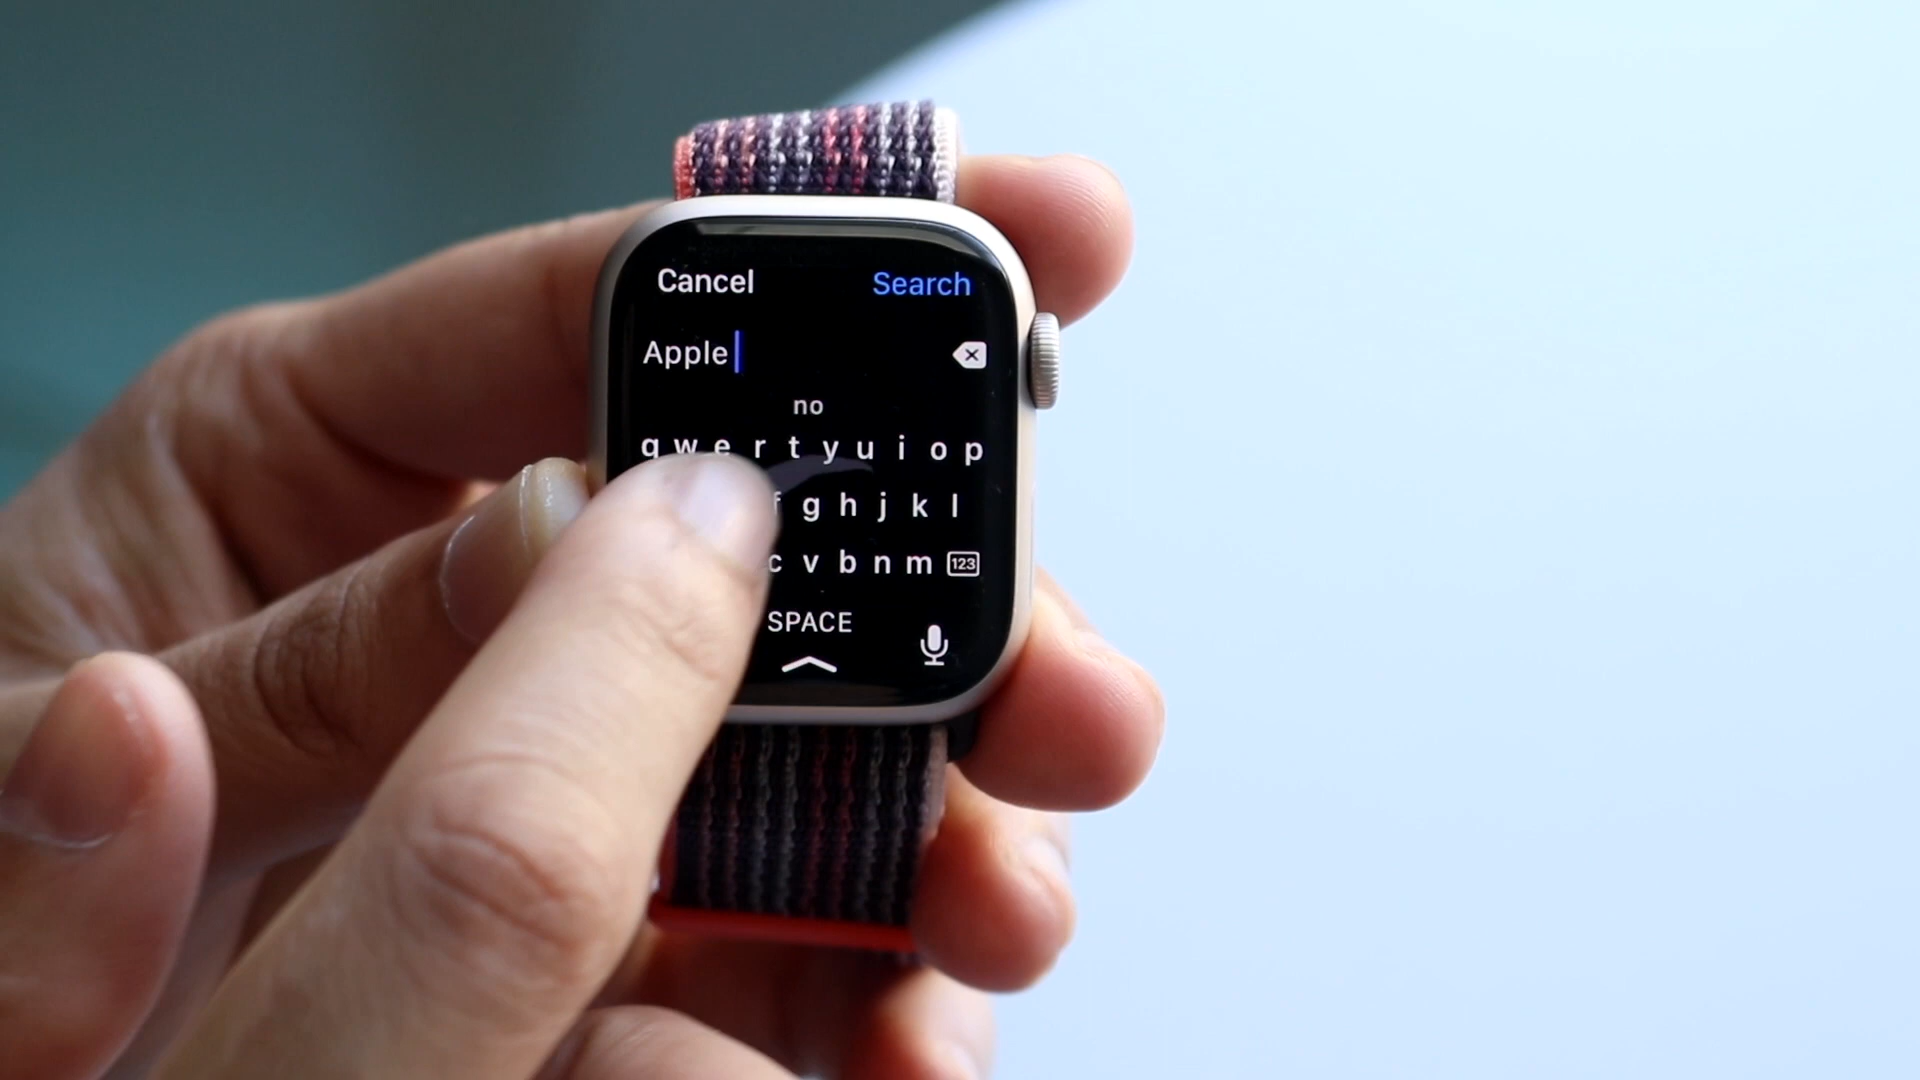 Cancel Search
Apple
no
q w e r t y u i o p
f g h j k l
c v b n m 123
SPACE